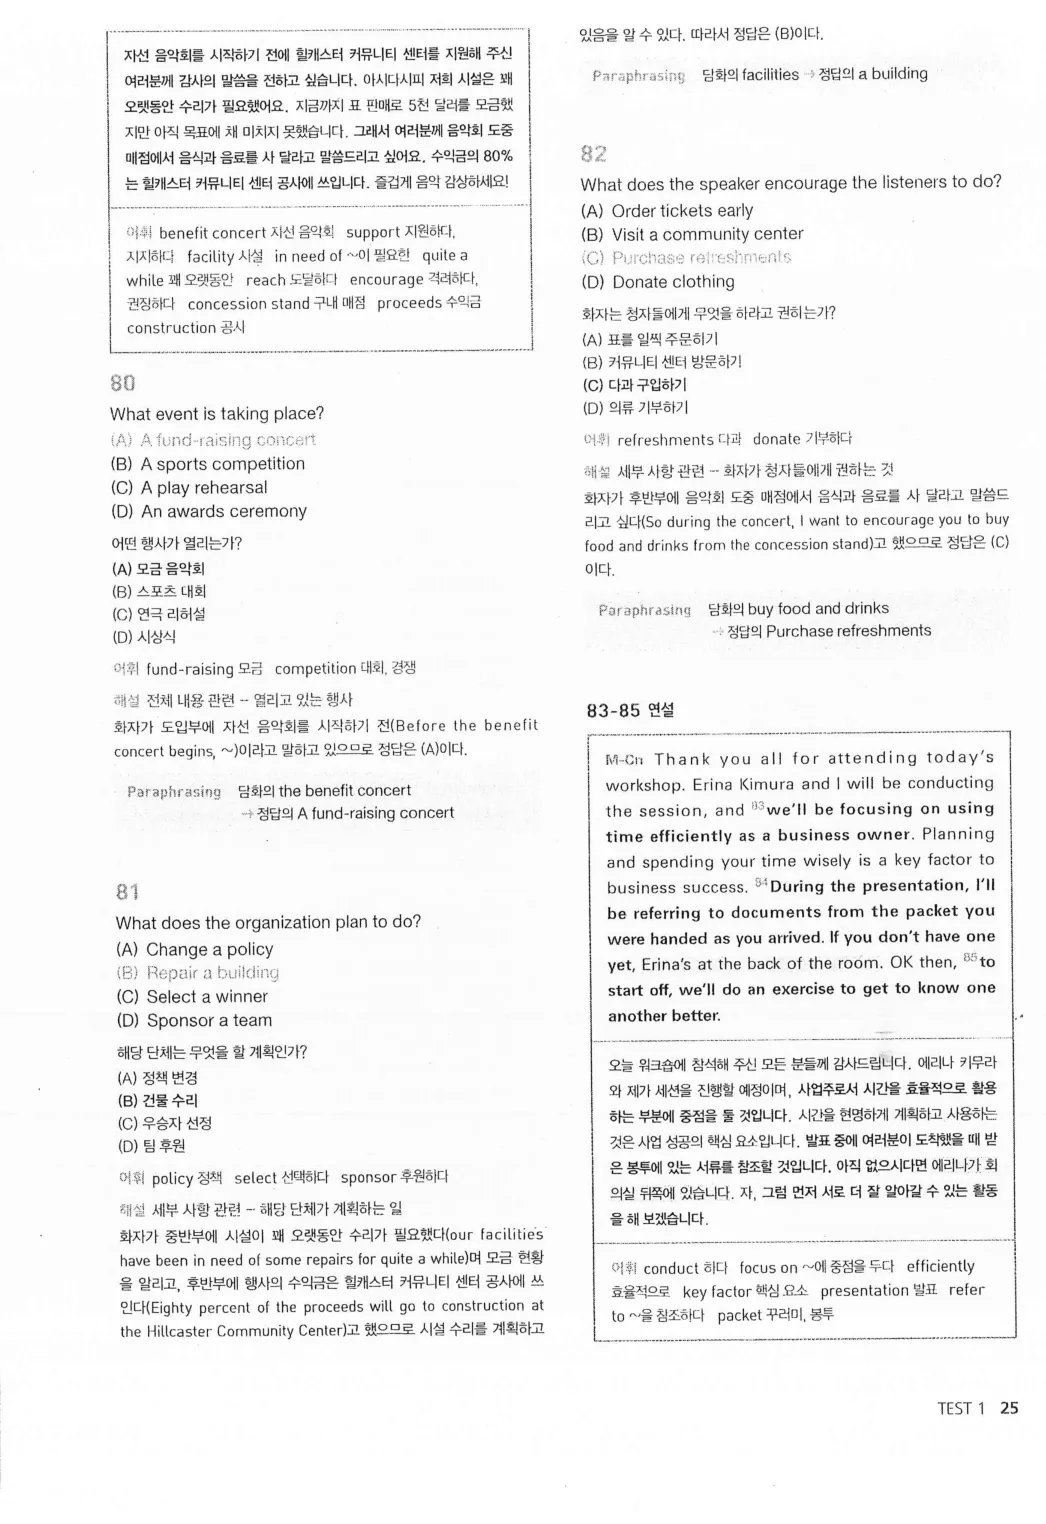 자선 음악회를 시작하기 전에 힐캐스터 커뮤니티 센터를 지원해 주신
여러분께 감사의 말씀을 전하고 싶습니다. 아시다시피 저희 시설은 꽤
오랫동안 수리가 필요했어요. 지금까지 표 판매로 5천 달러를 모금했
지만 아직 목표에 채 미치지 못했습니다. 그래서 여러분께 음악회 도중
매점에서 음식과 음료를 사 달라고 말씀드리고 싶어요. 수익금의 80%
는 힐캐스터 커뮤니티 센터 공사에 쓰입니다. 즐겁게 음악 감상하세요!
어휘 benefit concert 자선 음악회 support 지원하다,
지지하다 facility 시설 in need of ~이 필요한 quite a
while 꽤 오랫동안 reach 도달하다 encourage 격려하다,
권장하다 concession stand 구내 매점 proceeds 수익금
construction 공사
80
What event is taking place?
(A) A fund-raising concert
(B) A sports competition
(C) A play rehearsal
(D) An awards ceremony
어떤 행사가 열리는가?
(A) 모금 음악회
(B) 스포츠 대회
(C) 연극 리허설
(D) 시상식
어휘 fund-raising 모금 competition 대회, 경쟁
해설 전체 내용 관련 – 열리고 있는 행사
화자가 도입부에 자선 음악회를 시작하기 전(Before the benefit
concert begins, ~)이라고 말하고 있으므로 정답은 (A)이다.
Paraphrasing 담화의 the benefit concert
→ 정답의 A fund-raising concert
81
What does the organization plan to do?
(A) Change a policy
(B) Repair a building
(C) Select a winner
(D) Sponsor a team
해당 단체는 무엇을 할 계획인가?
(A) 정책 변경
(B) 건물 수리
(C) 우승자 선정
(D) 팀 후원
어휘 policy 정책 select 선택하다 sponsor 후원하다
해설 세부 사항 관련 – 해당 단체가 계획하는 일
화자가 중반부에 시설이 꽤 오랫동안 수리가 필요했다(our facilities
have been in need of some repairs for quite a while)며 모금 현황
을 알리고, 후반부에 행사의 수익금은 힐캐스터 커뮤니티 센터 공사에 쓰
인다(Eighty percent of the proceeds will go to construction at
the Hillcaster Community Center)고 했으므로 시설 수리를 계획하고
있음을 알 수 있다. 따라서 정답은 (B)이다.
Paraphrasing 담화의 facilities → 정답의 a building
82
What does the speaker encourage the listeners to do?
(A) Order tickets early
(B) Visit a community center
(C) Purchase refreshments
(D) Donate clothing
화자는 청자들에게 무엇을 하라고 권하는가?
(A) 표를 일찍 주문하기
(B) 커뮤니티 센터 방문하기
(C) 다과 구입하기
(D) 의류 기부하기
어휘 refreshments 다과 donate 기부하다
해설 세부 사항 관련 – 화자가 청자들에게 권하는 것
화자가 후반부에 음악회 도중 매점에서 음식과 음료를 사 달라고 말씀드
리고 싶다(So during the concert, I want to encourage you to buy
food and drinks from the concession stand)고 했으므로 정답은 (C)
이다.
Paraphrasing 담화의 buy food and drinks
→ 정답의 Purchase refreshments
83-85 연설
M-Cn Thank you all for attending today's
workshop. Erina Kimura and I will be conducting
the session, and 83we'll be focusing on using
time efficiently as a business owner. Planning
and spending your time wisely is a key factor to
business success. 84During the presentation, I'll
be referring to documents from the packet you
were handed as you arrived. If you don't have one
yet, Erina's at the back of the room. OK then, 85to
start off, we'll do an exercise to get to know one
another better.
오늘 워크숍에 참석해 주신 모든 분들께 감사드립니다. 에리나 키무라
와 제가 세션을 진행할 예정이며, 사업주로서 시간을 효율적으로 활용
하는 부분에 중점을 둘 것입니다. 시간을 현명하게 계획하고 사용하는
것은 사업 성공의 핵심 요소입니다. 발표 중에 여러분이 도착했을 때 받
은 봉투에 있는 서류를 참조할 것입니다. 아직 없으시다면 에리나가 회
의실 뒤쪽에 있습니다. 자, 그럼 먼저 서로 더 잘 알아갈 수 있는 활동
을 해 보겠습니다.
어휘 conduct 하다 focus on ~에 중점을 두다 efficiently
효율적으로 key factor 핵심 요소 presentation 발표 refer
to ~을 참조하다 packet 꾸러미, 봉투
TEST 1 25